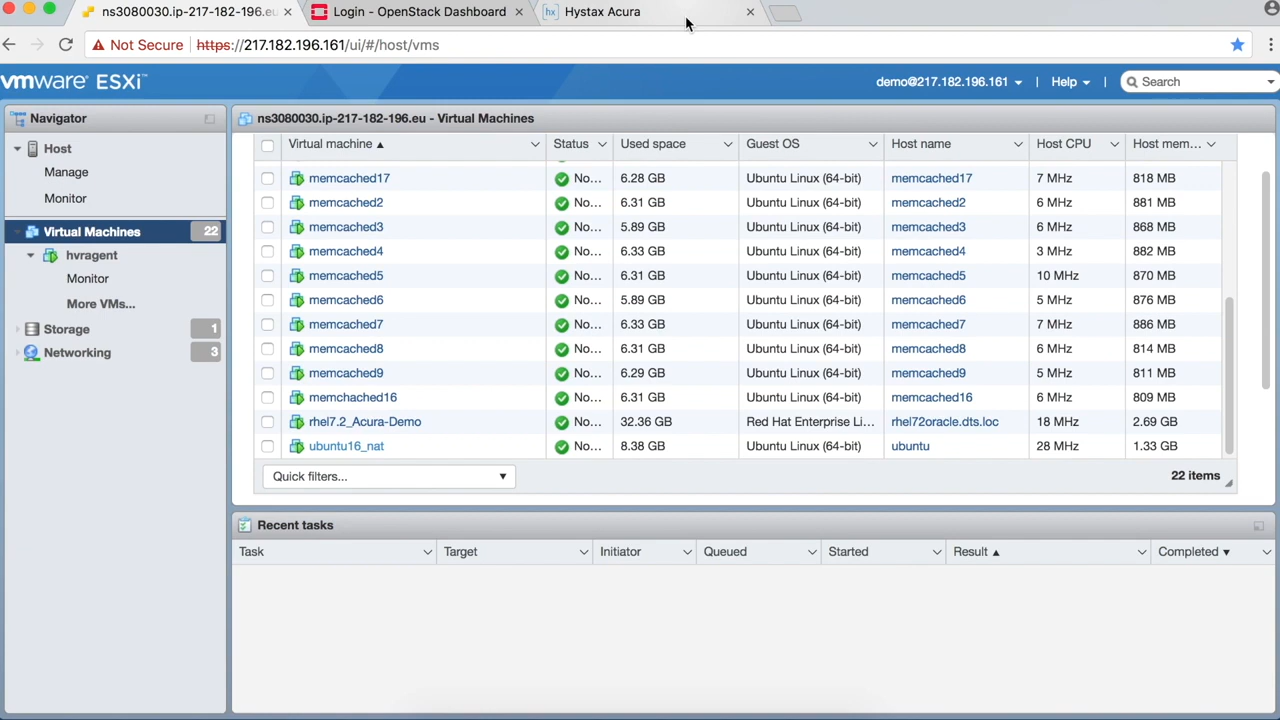 ns3080030.ip-217-182-196.eu
Login - OpenStack Dashboard
hx Hystax Acura
Not Secure https://217.182.196.161/ui/#/host/vms
vmware ESXi™
demo@217.182.196.161 | Help | Search
Navigator
Host
Manage
Monitor
Virtual Machines 22
hvragent
Monitor
More VMs...
Storage 1
Networking 3
ns3080030.ip-217-182-196.eu - Virtual Machines
Virtual machine Status Used space Guest OS Host name Host CPU Host mem...
memcached17 No... 6.28 GB Ubuntu Linux (64-bit) memcached17 7 MHz 818 MB
memcached2 No... 6.31 GB Ubuntu Linux (64-bit) memcached2 6 MHz 881 MB
memcached3 No... 5.89 GB Ubuntu Linux (64-bit) memcached3 6 MHz 868 MB
memcached4 No... 6.33 GB Ubuntu Linux (64-bit) memcached4 3 MHz 882 MB
memcached5 No... 6.31 GB Ubuntu Linux (64-bit) memcached5 10 MHz 870 MB
memcached6 No... 5.89 GB Ubuntu Linux (64-bit) memcached6 5 MHz 876 MB
memcached7 No... 6.33 GB Ubuntu Linux (64-bit) memcached7 7 MHz 886 MB
memcached8 No... 6.31 GB Ubuntu Linux (64-bit) memcached8 6 MHz 814 MB
memcached9 No... 6.29 GB Ubuntu Linux (64-bit) memcached9 5 MHz 811 MB
memchached16 No... 6.31 GB Ubuntu Linux (64-bit) memcached16 6 MHz 809 MB
rhel7.2_Acura-Demo No... 32.36 GB Red Hat Enterprise Li... rhel72oracle.dts.loc 18 MHz 2.69 GB
ubuntu16_nat No... 8.38 GB Ubuntu Linux (64-bit) ubuntu 28 MHz 1.33 GB
Quick filters... 22 items
Recent tasks
Task Target Initiator Queued Started Result Completed